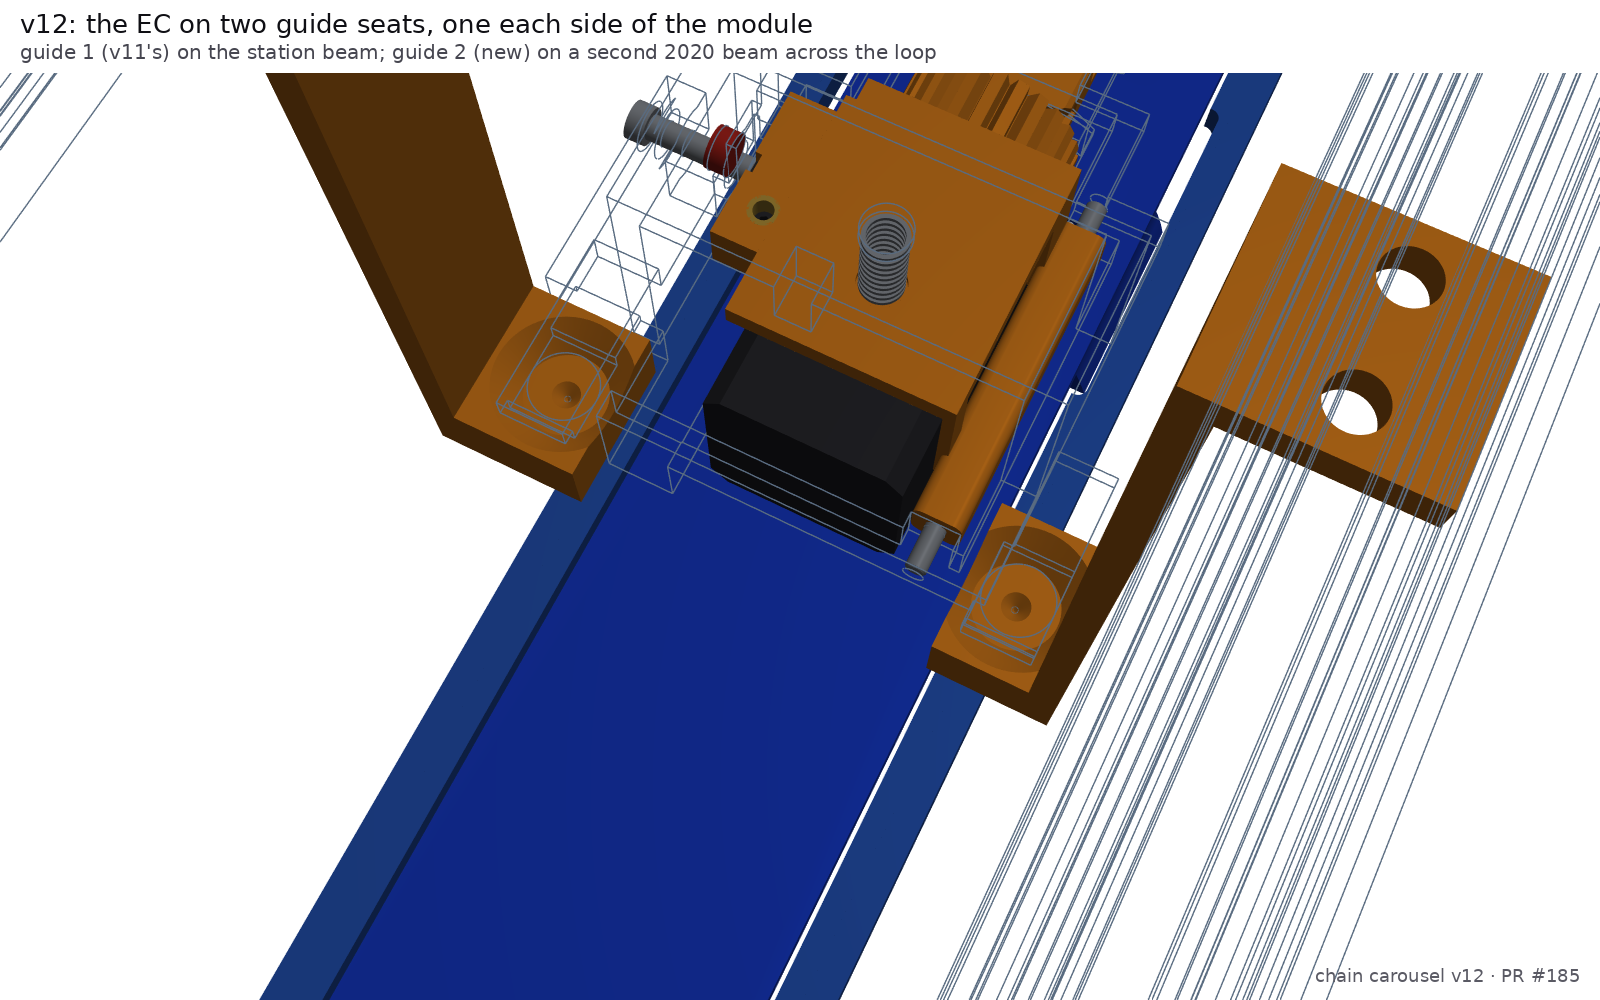 v12: the EC on two guide seats, one each side of the module
guide 1 (v11's) on the station beam; guide 2 (new) on a second 2020 beam across the loop
chain carousel v12 · PR #185